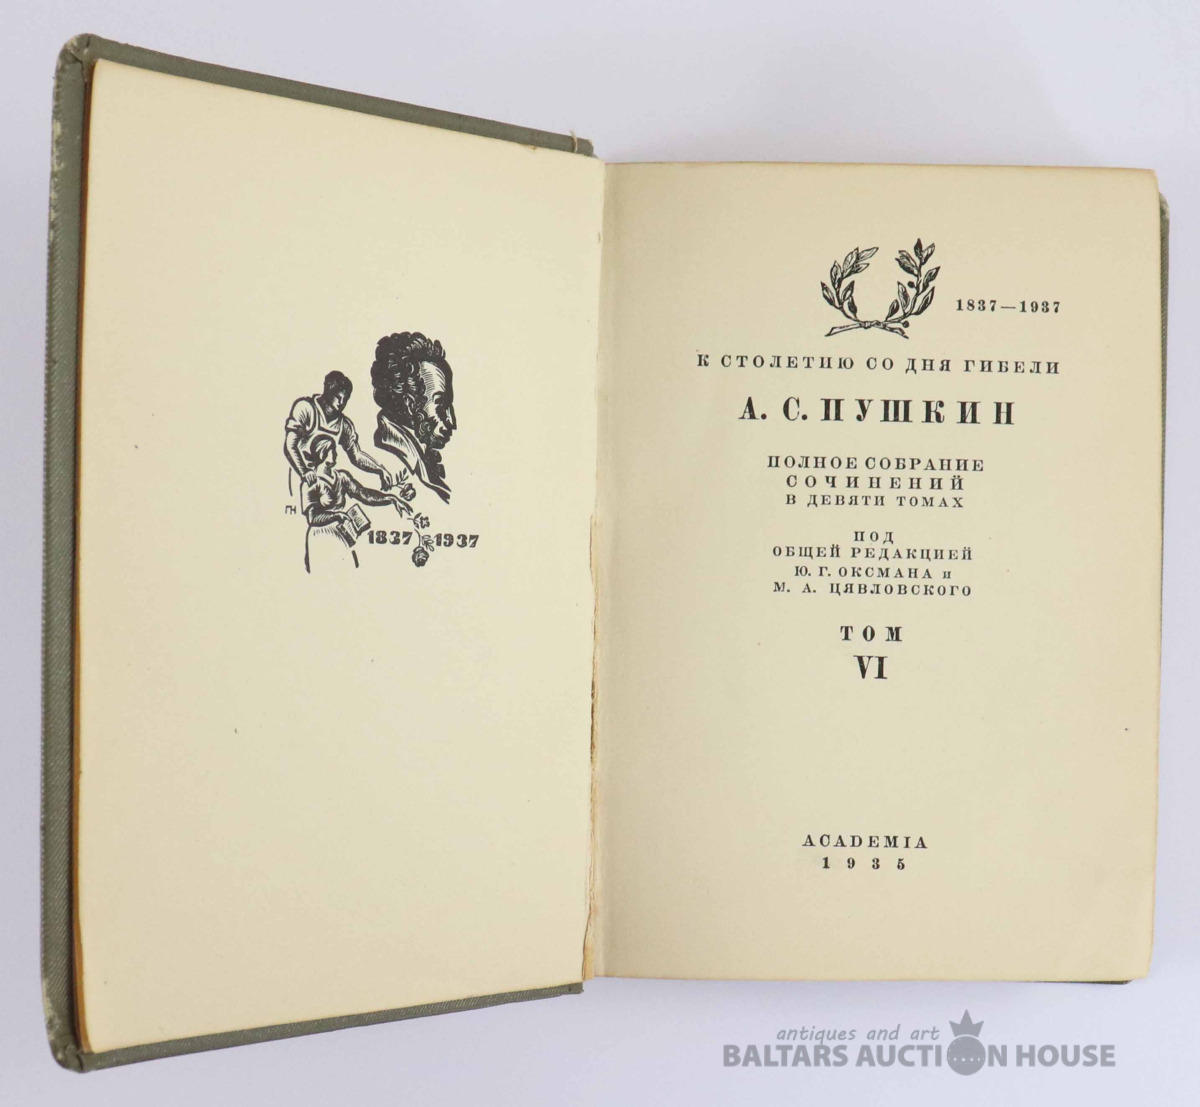 ГН
1837 1937
1837—1937
К СТОЛЕТИЮ СО ДНЯ ГИБЕЛИ
А. С. ПУШКИН
ПОЛНОЕ СОБРАНИЕ
СОЧИНЕНИЙ
В ДЕВЯТИ ТОМАХ
ПОД
ОБЩЕЙ РЕДАКЦИЕЙ
Ю. Г. ОКСМАНА и
М. А. ЦЯВЛОВСКОГО
ТОМ
VI
ACADEMIA
1935
antiques and art
BALTARS AUCTION HOUSE